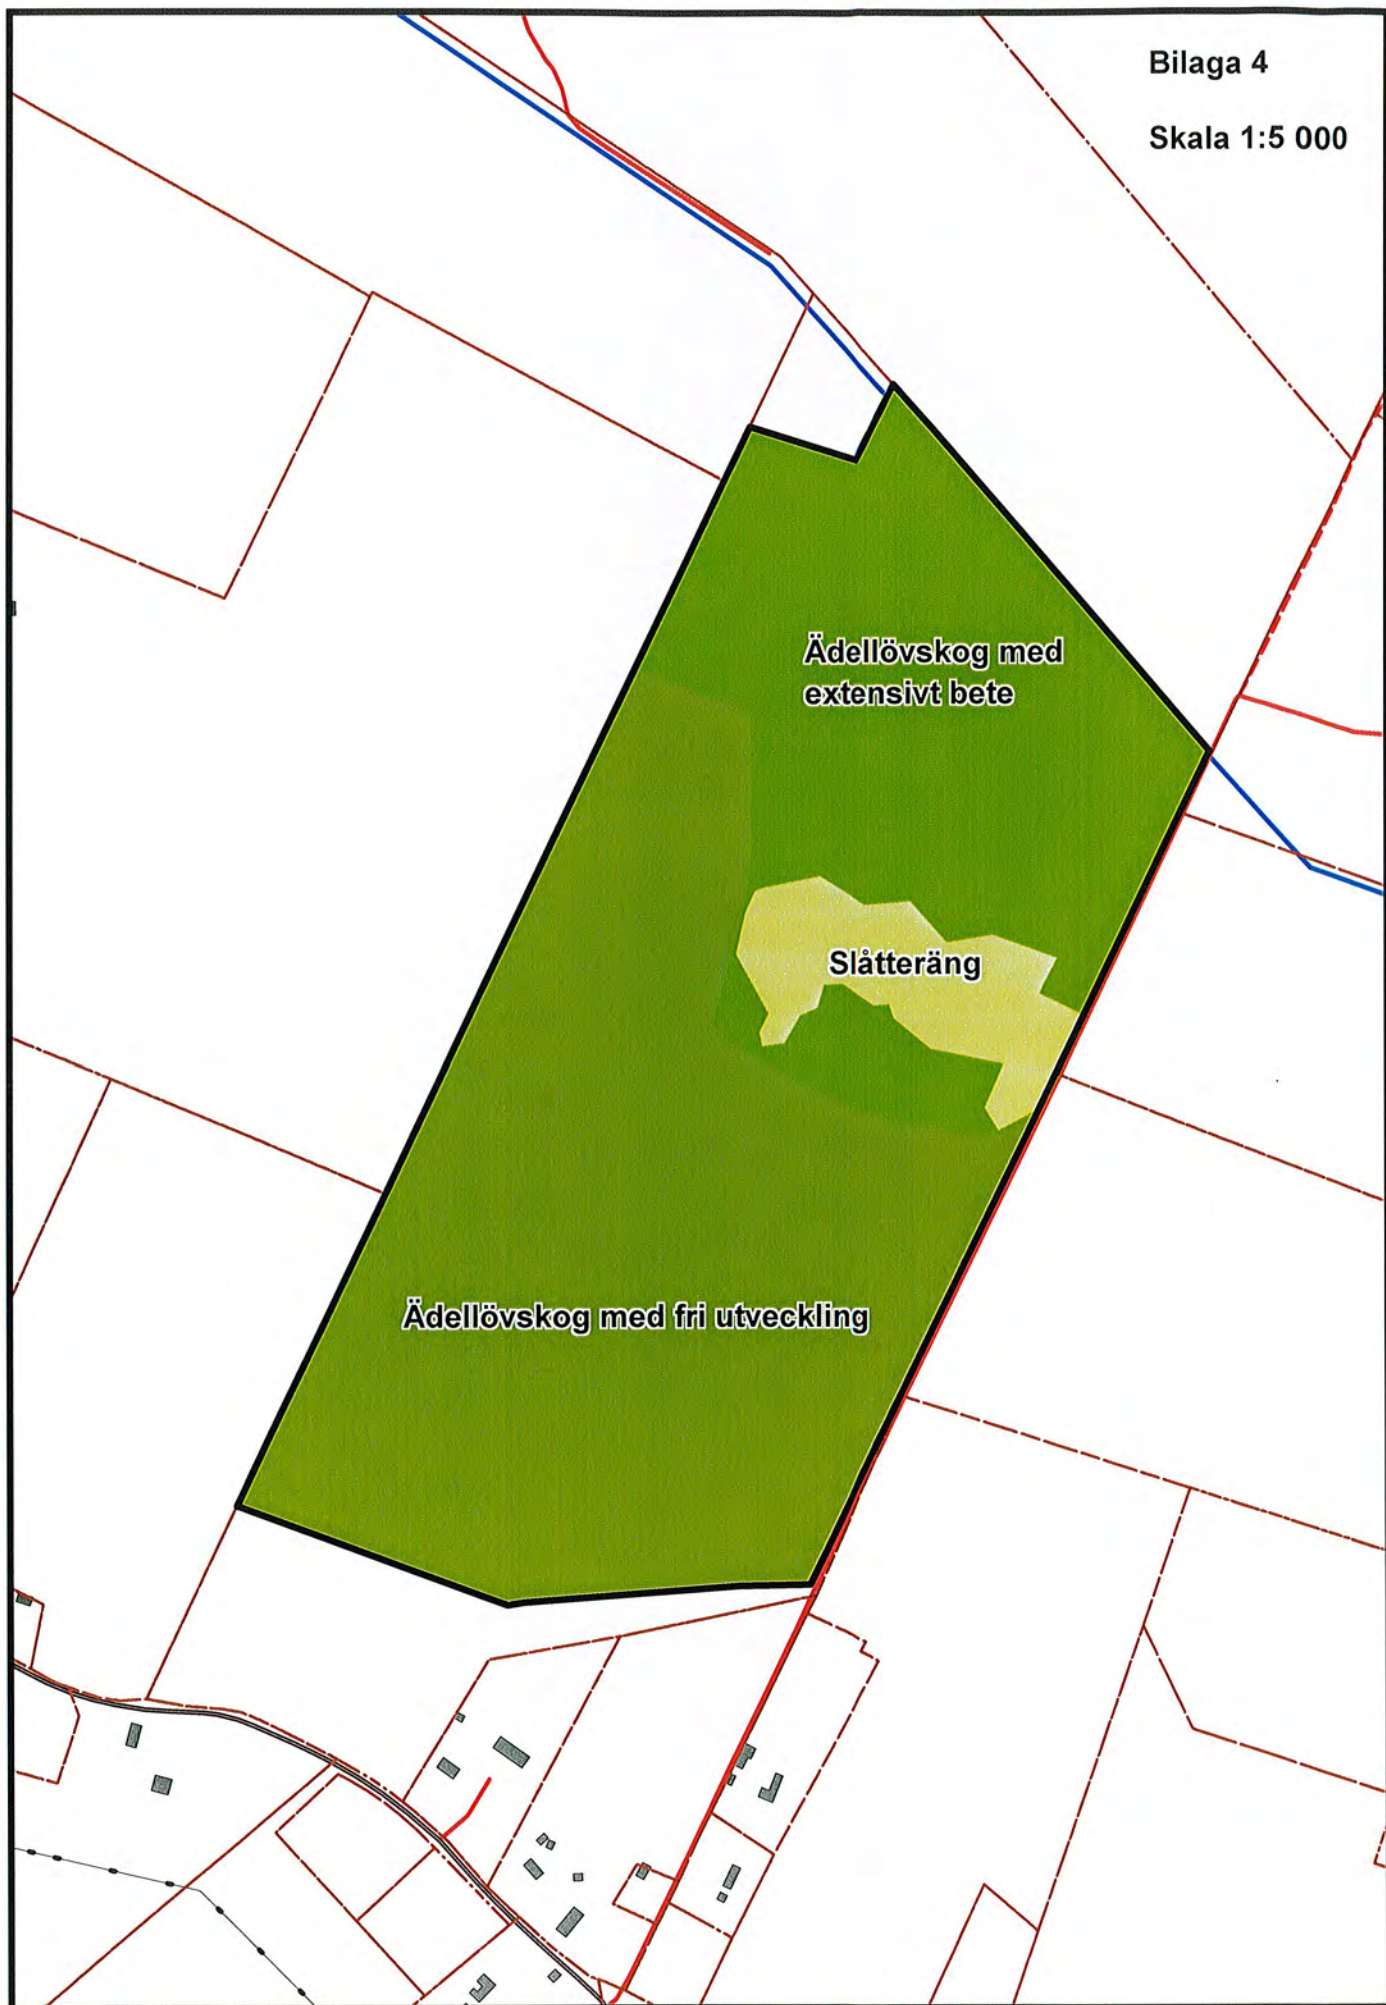 Bilaga 4
Skala 1:5 000
Ädellövskog med
extensivt bete
Slåtteräng
Ädellövskog med fri utveckling